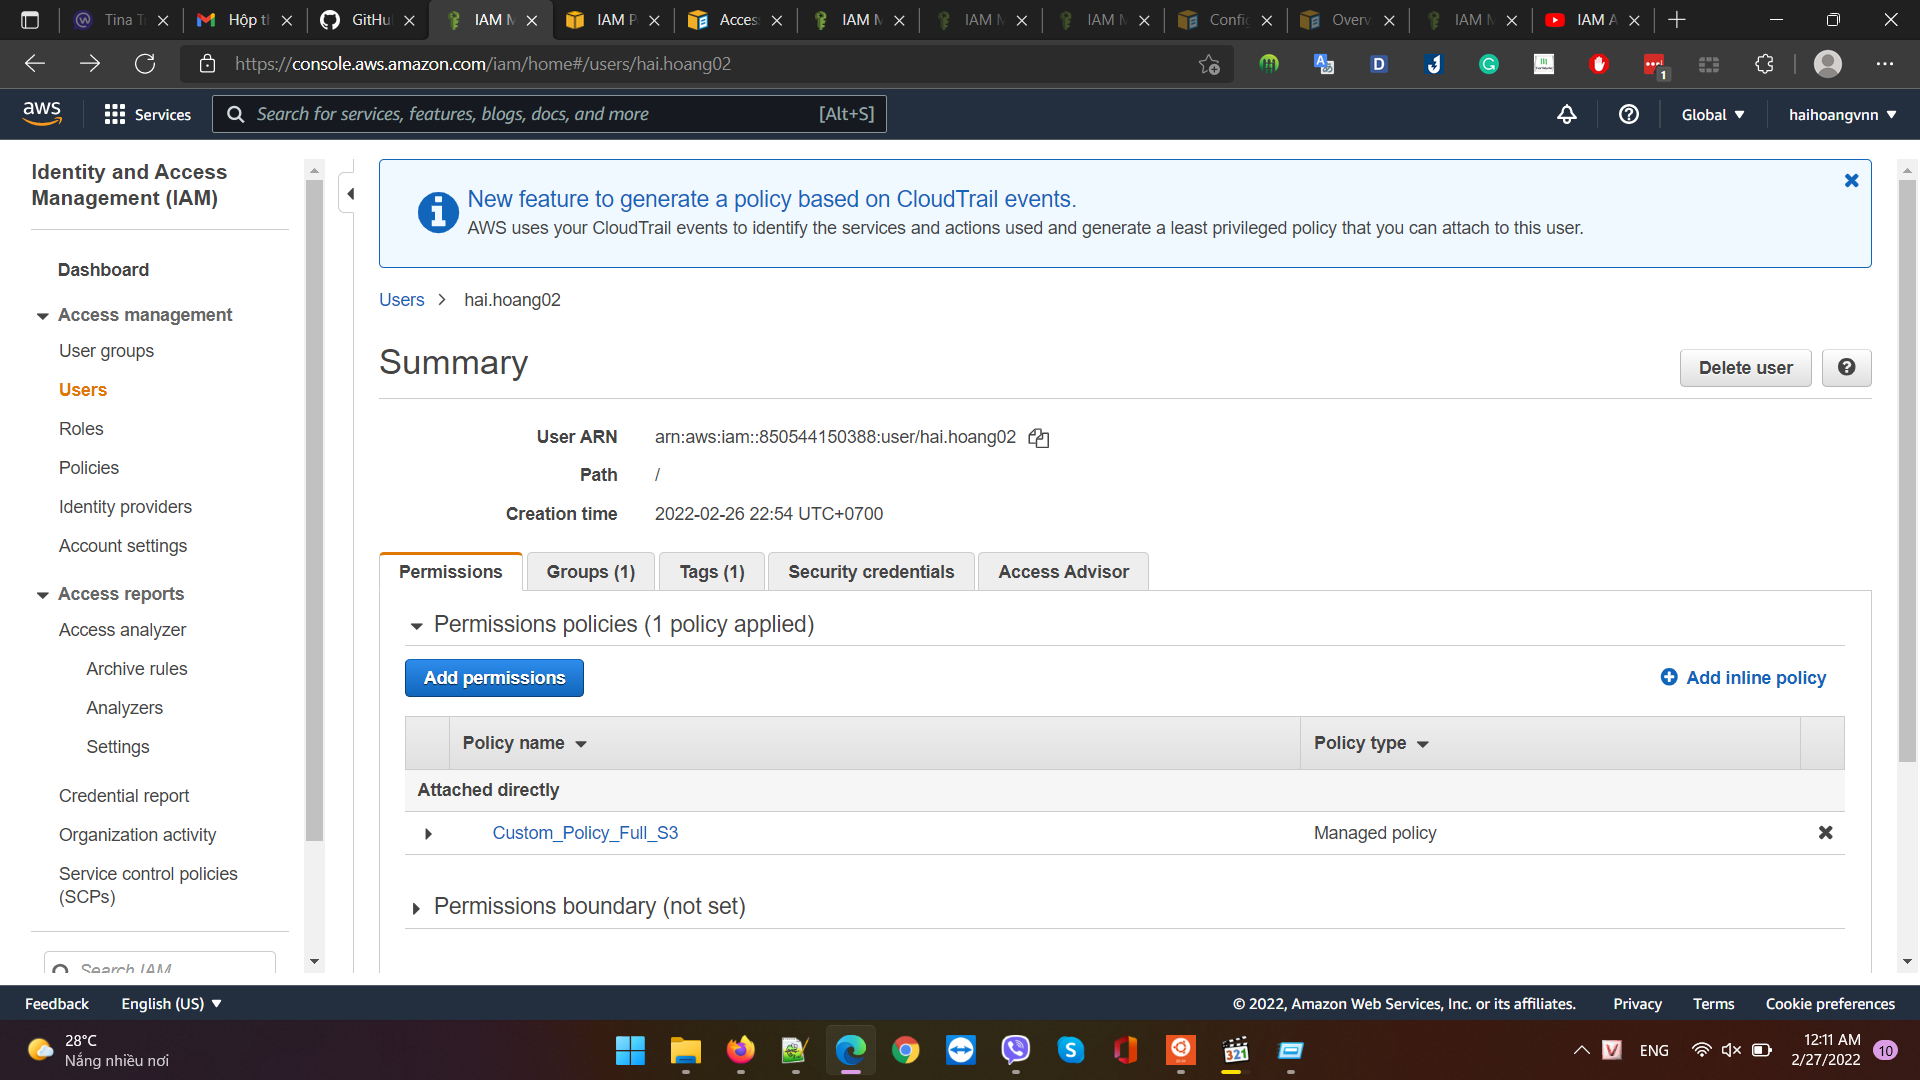 Tina T
Hộp t
GitHu
IAM M
IAM P
Acces
IAM M
IAM M
IAM M
Config
Overv
IAM M
IAM A
https://console.aws.amazon.com/iam/home#/users/hai.hoang02
1
aws
Services
Search for services, features, blogs, docs, and more
[Alt+S]
Global
haihoangvnn
Identity and Access
Management (IAM)
Dashboard
Access management
User groups
Users
Roles
Policies
Identity providers
Account settings
Access reports
Access analyzer
Archive rules
Analyzers
Settings
Credential report
Organization activity
Service control policies
(SCPs)
Search IAM
New feature to generate a policy based on CloudTrail events.
AWS uses your CloudTrail events to identify the services and actions used and generate a least privileged policy that you can attach to this user.
Users > hai.hoang02
Summary
Delete user
User ARN arn:aws:iam::850544150388:user/hai.hoang02
Path /
Creation time 2022-02-26 22:54 UTC+0700
Permissions
Groups (1)
Tags (1)
Security credentials
Access Advisor
Permissions policies (1 policy applied)
Add permissions
Add inline policy
Policy name
Policy type
Attached directly
Custom_Policy_Full_S3
Managed policy
Permissions boundary (not set)
Feedback
English (US)
© 2022, Amazon Web Services, Inc. or its affiliates.
Privacy
Terms
Cookie preferences
28°C
Nắng nhiều nơi
321
ENG
12:11 AM
2/27/2022
10